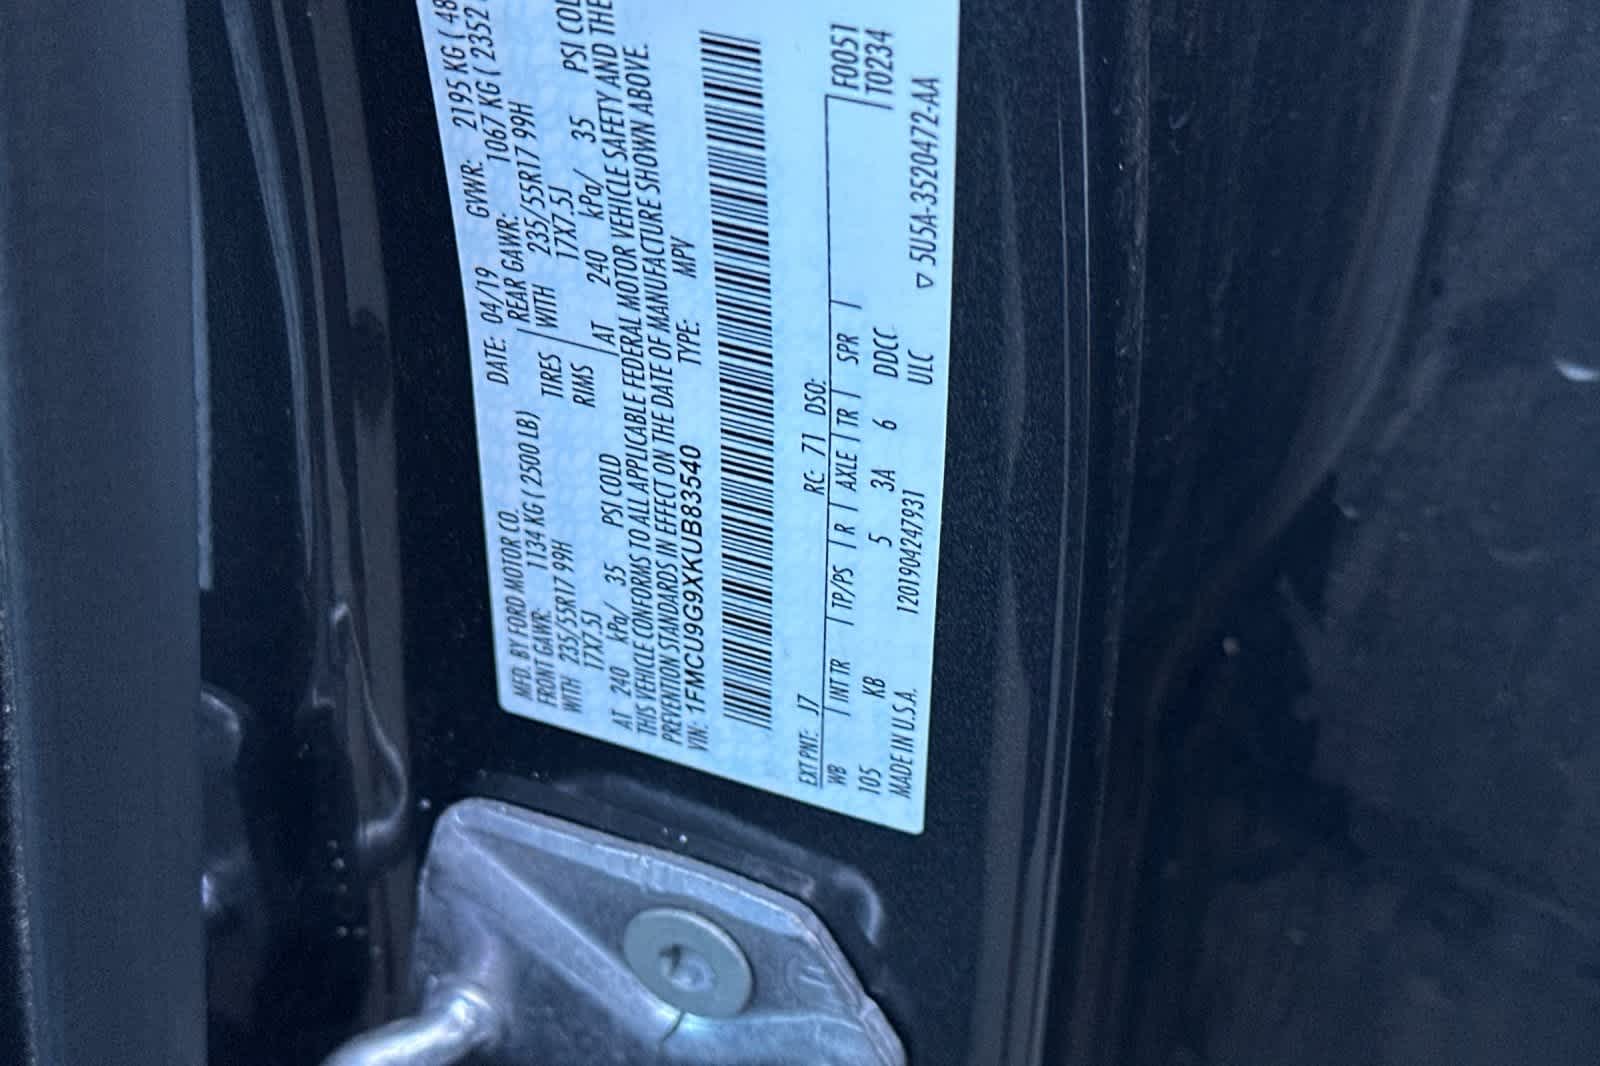 MFD. BY FORD MOTOR CO. DATE: 04/19 GVWR: 2195 KG ( 48
FRONT GAWR: 1134 KG ( 2500 LB) REAR GAWR: 1067 KG ( 2352
WITH 235/55R17 99H TIRES WITH 235/55R17 99H
17X7.5J RIMS 17X7.5J
AT 240 kPa/ 35 PSI COLD AT 240 kPa/ 35 PSI COL
THIS VEHICLE CONFORMS TO ALL APPLICABLE FEDERAL MOTOR VEHICLE SAFETY AND THE
PREVENTION STANDARDS IN EFFECT ON THE DATE OF MANUFACTURE SHOWN ABOVE.
VIN: 1FMCU9G9XKUB83540 TYPE: MPV
EXT PNT: J7 RC: 71 DSO: F0051
WB INT TR TP/PS R AXLE TR SPR T0234
105 KB 5 3A 6 DDCC
MADE IN U.S.A. 120190424​7931 ULC 5U5A-3520472-AA